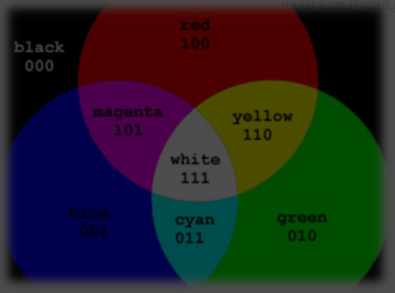 red
100
black
000
magenta
101
yellow
110
white
111
blue
001
cyan
011
green
010